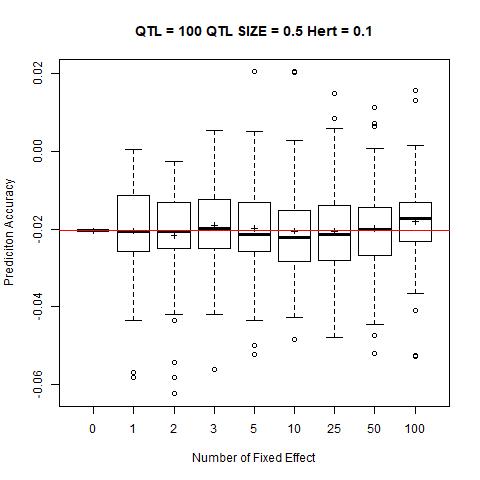 QTL = 100 QTL SIZE = 0.5 Hert = 0.1
Prediciton Accuracy
0.02
0.00
-0.02
-0.04
-0.06
0 1 2 3 5 10 25 50 100
Number of Fixed Effect